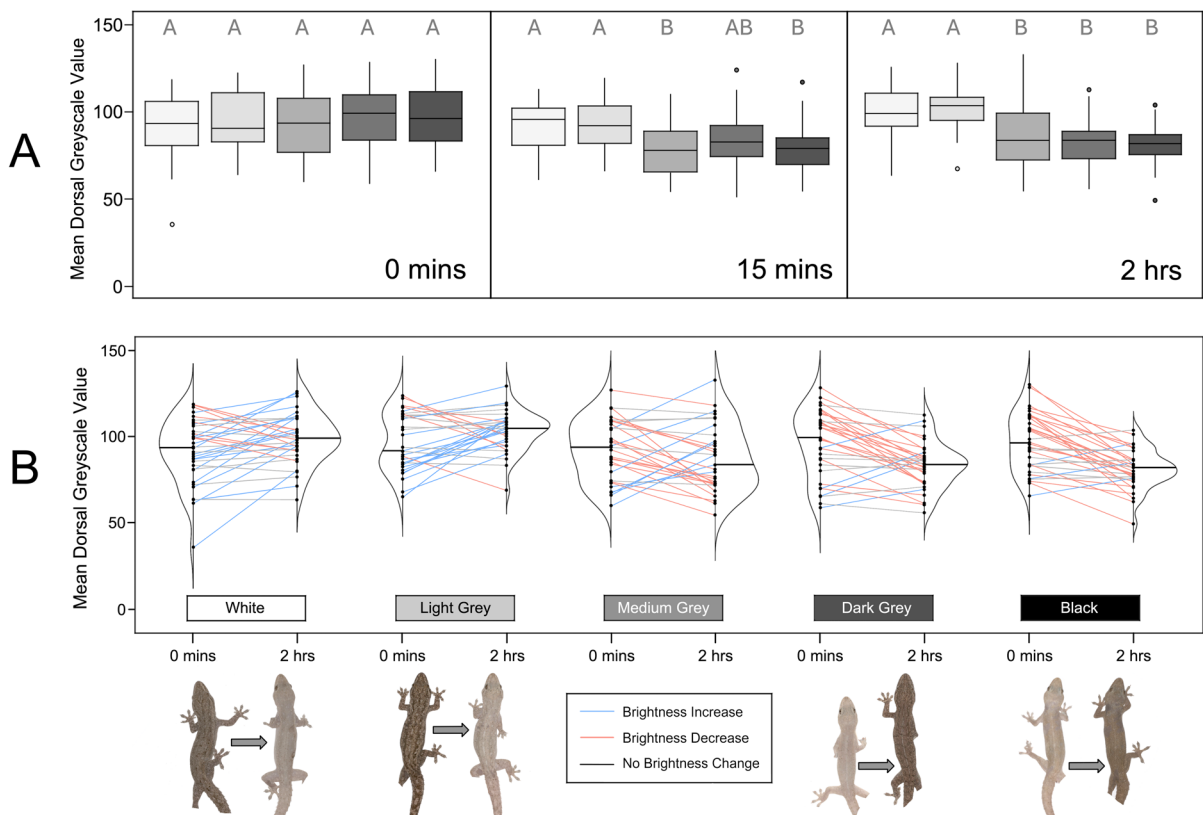 A
Mean Dorsal Greyscale Value
150
100
50
0
A A A A A
0 mins
A A B AB B
15 mins
A A B B B
2 hrs
B
Mean Dorsal Greyscale Value
150
100
50
0
White
Light Grey
Medium Grey
Dark Grey
Black
0 mins 2 hrs 0 mins 2 hrs 0 mins 2 hrs 0 mins 2 hrs 0 mins 2 hrs
Brightness Increase
Brightness Decrease
No Brightness Change